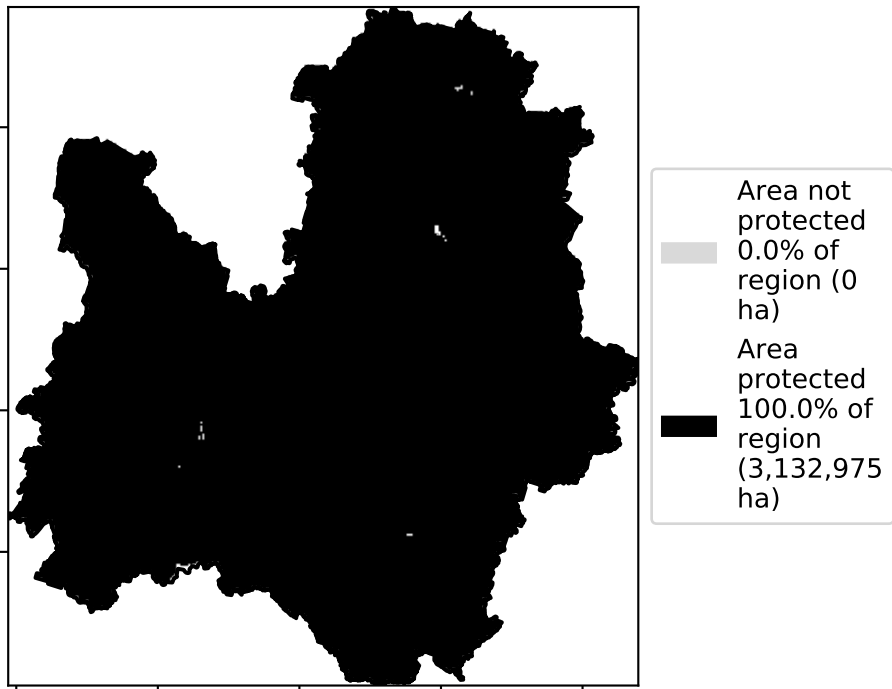 Area not
protected
0.0% of
region (0
ha)
Area
protected
100.0% of
region
(3,132,975
ha)